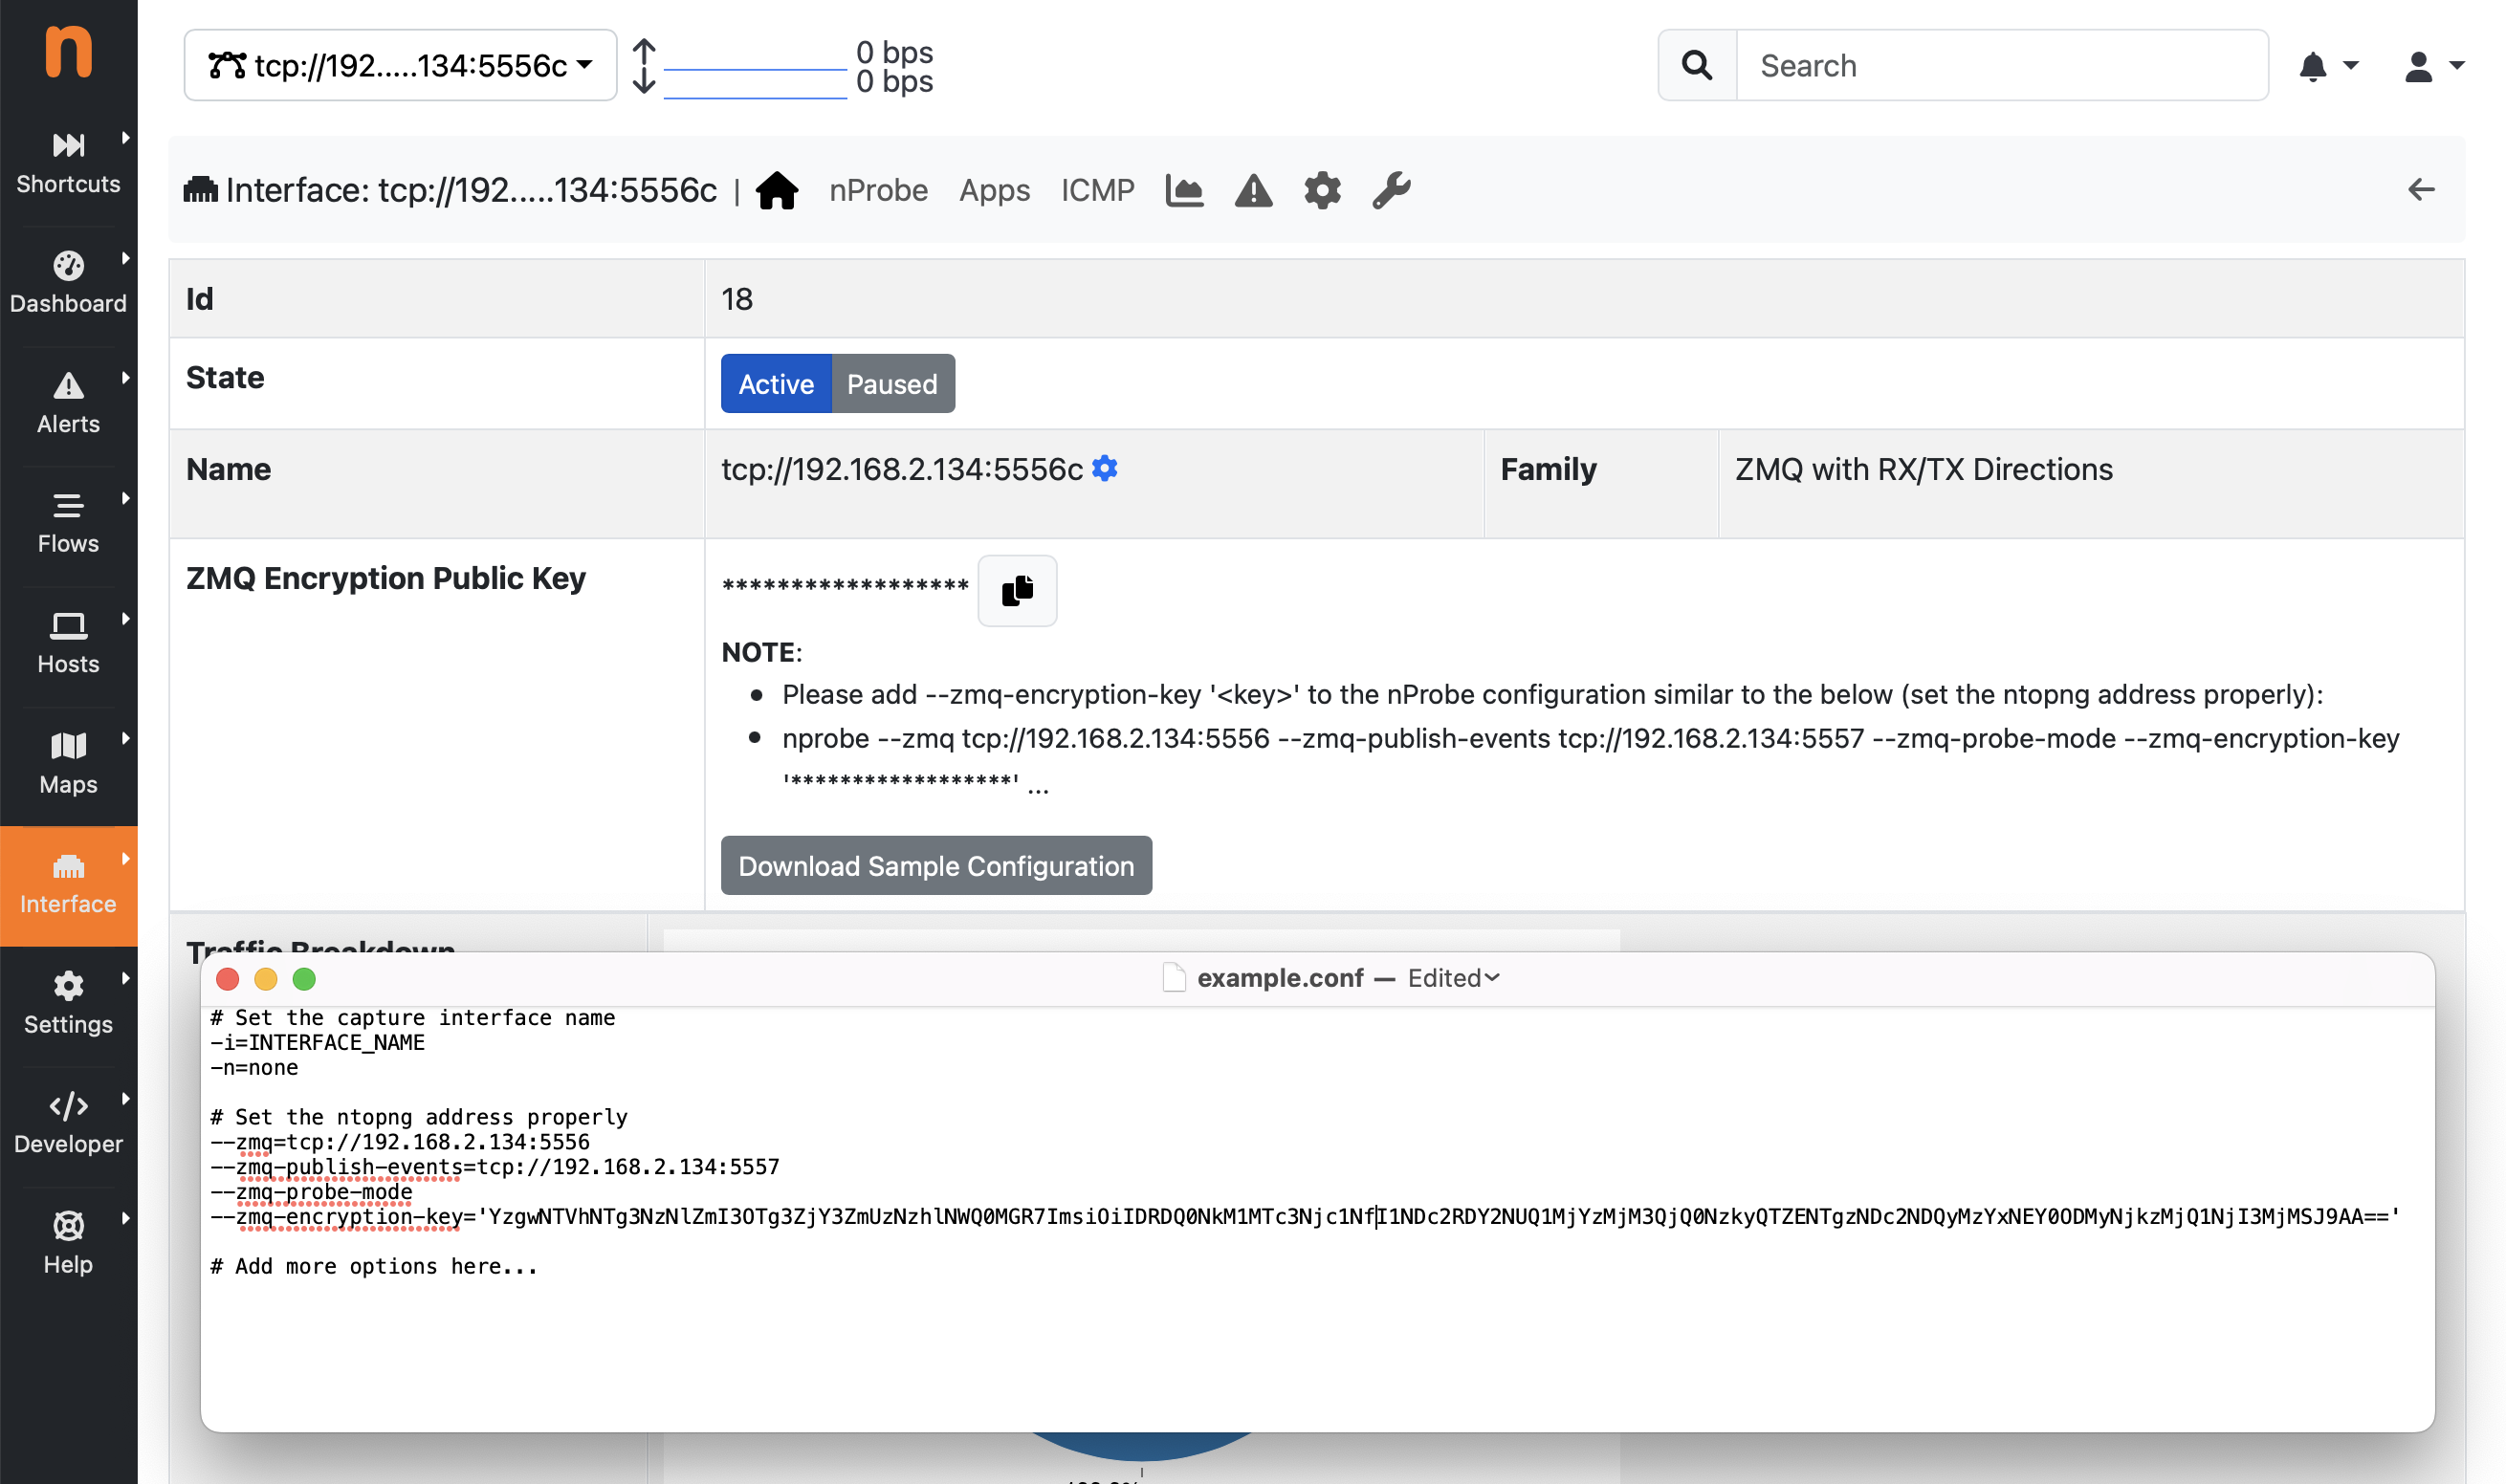 n
tcp://192.....134:5556c
0 bps
0 bps
Search
Shortcuts
Dashboard
Alerts
Flows
Hosts
Maps
Interface
Settings
Developer
Help
Interface: tcp://192.....134:5556c | nProbe Apps ICMP
Id 18
State Active Paused
Name tcp://192.168.2.134:5556c Family ZMQ with RX/TX Directions
ZMQ Encryption Public Key ******************
NOTE:
• Please add --zmq-encryption-key '<key>' to the nProbe configuration similar to the below (set the ntopng address properly):
• nprobe --zmq tcp://192.168.2.134:5556 --zmq-publish-events tcp://192.168.2.134:5557 --zmq-probe-mode --zmq-encryption-key
'******************' ...
Download Sample Configuration
Traffic Breakdown
example.conf — Edited
# Set the capture interface name
-i=INTERFACE_NAME
-n=none
# Set the ntopng address properly
--zmq=tcp://192.168.2.134:5556
--zmq-publish-events=tcp://192.168.2.134:5557
--zmq-probe-mode
--zmq-encryption-key='YzgwNTVhNTg3NzNlZmI3OTg3ZjY3ZmUzNzhlNWQ0MGR7ImsiOiIDRDQ0NkM1MTc3Njc1NfI1NDc2RDY2NUQ1MjYzMjM3QjQ0NzkyQTZENTgzNDc2NDQyMzYxNEY0ODMyNjkzMjQ1NjI3MjMSJ9AA=='
# Add more options here...